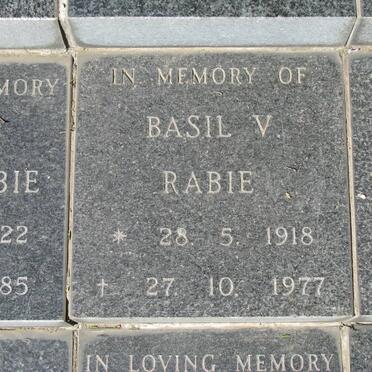 MORY
BIE
22
85
IN MEMORY OF
BASIL V.
RABIE
* 28. 5. 1918
† 27. 10. 1977
IN LOVING MEMORY